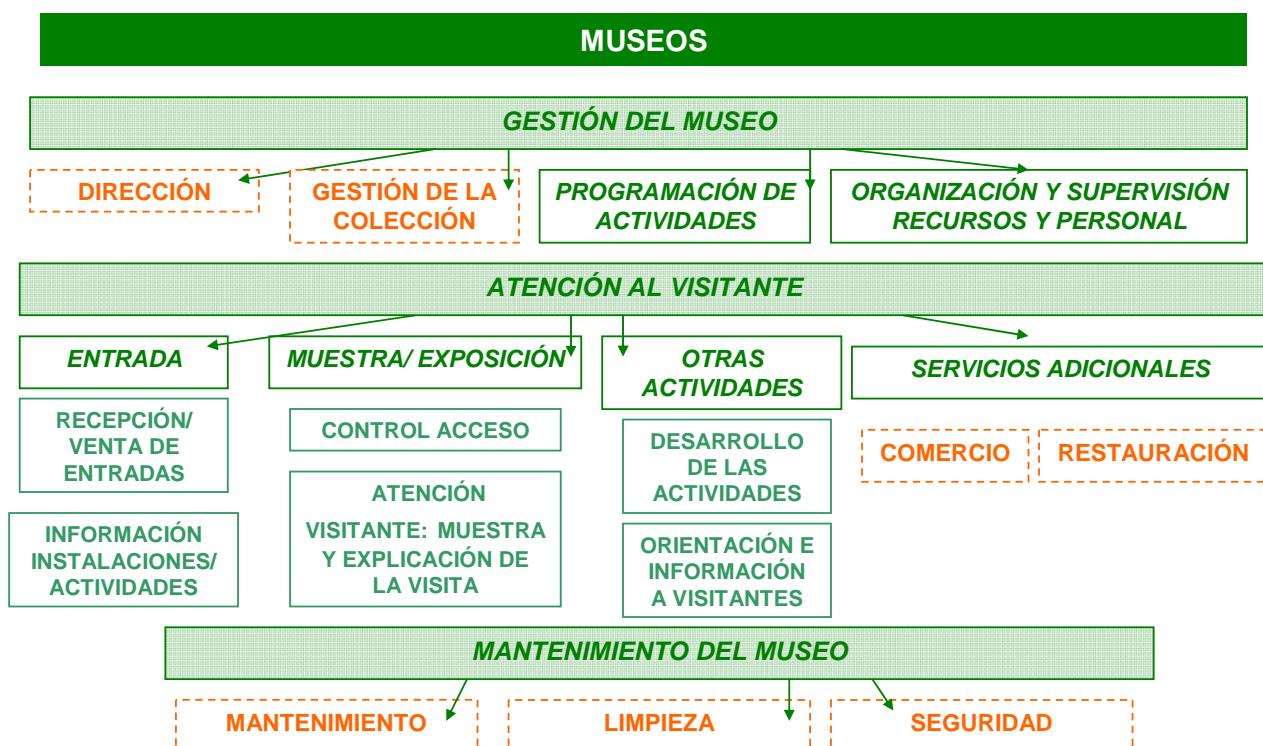 MUSEOS
GESTIÓN DEL MUSEO
DIRECCIÓN
GESTIÓN DE LA
COLECCIÓN
PROGRAMACIÓN DE
ACTIVIDADES
ORGANIZACIÓN Y SUPERVISIÓN
RECURSOS Y PERSONAL
ATENCIÓN AL VISITANTE
ENTRADA
RECEPCIÓN/
VENTA DE
ENTRADAS
INFORMACIÓN
INSTALACIONES/
ACTIVIDADES
MUESTRA/ EXPOSICIÓN
CONTROL ACCESO
ATENCIÓN
VISITANTE: MUESTRA
Y EXPLICACIÓN DE
LA VISITA
OTRAS
ACTIVIDADES
DESARROLLO
DE LAS
ACTIVIDADES
ORIENTACIÓN E
INFORMACIÓN
A VISITANTES
SERVICIOS ADICIONALES
COMERCIO
RESTAURACIÓN
MANTENIMIENTO DEL MUSEO
MANTENIMIENTO
LIMPIEZA
SEGURIDAD